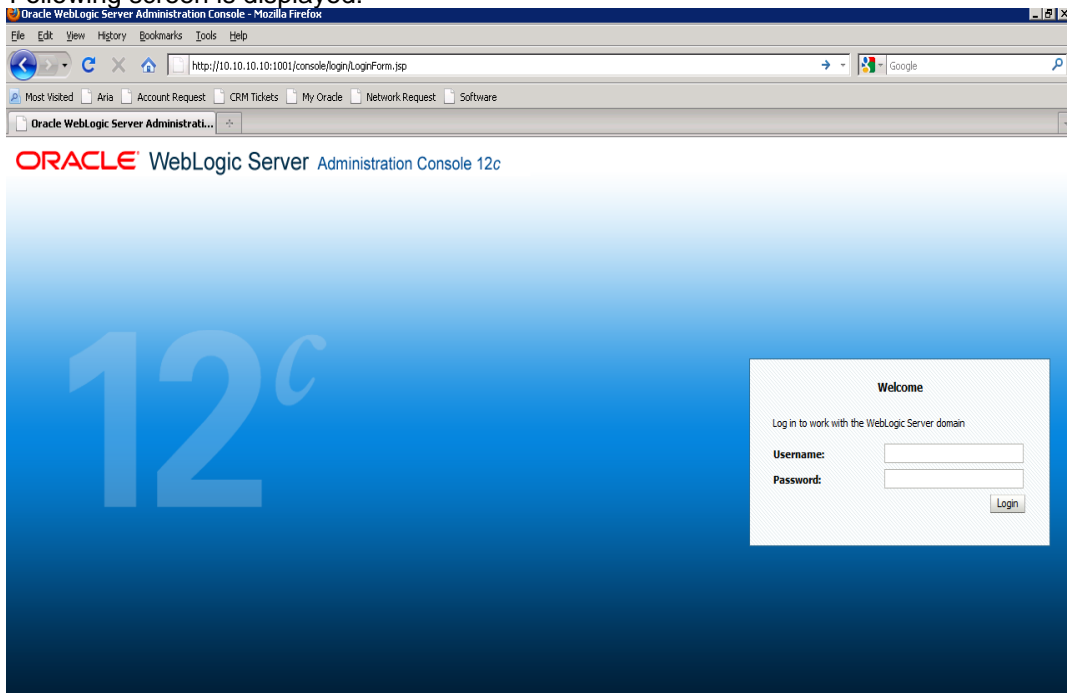 Following screen is displayed.
Oracle WebLogic Server Administration Console - Mozilla Firefox
File Edit View History Bookmarks Tools Help
http://10.10.10.10:1001/console/login/LoginForm.jsp
Google
Most Visited Aria Account Request CRM Tickets My Oracle Network Request Software
Oracle WebLogic Server Administrati...
ORACLE WebLogic Server Administration Console 12c
12c
Welcome
Log in to work with the WebLogic Server domain
Username:
Password:
Login